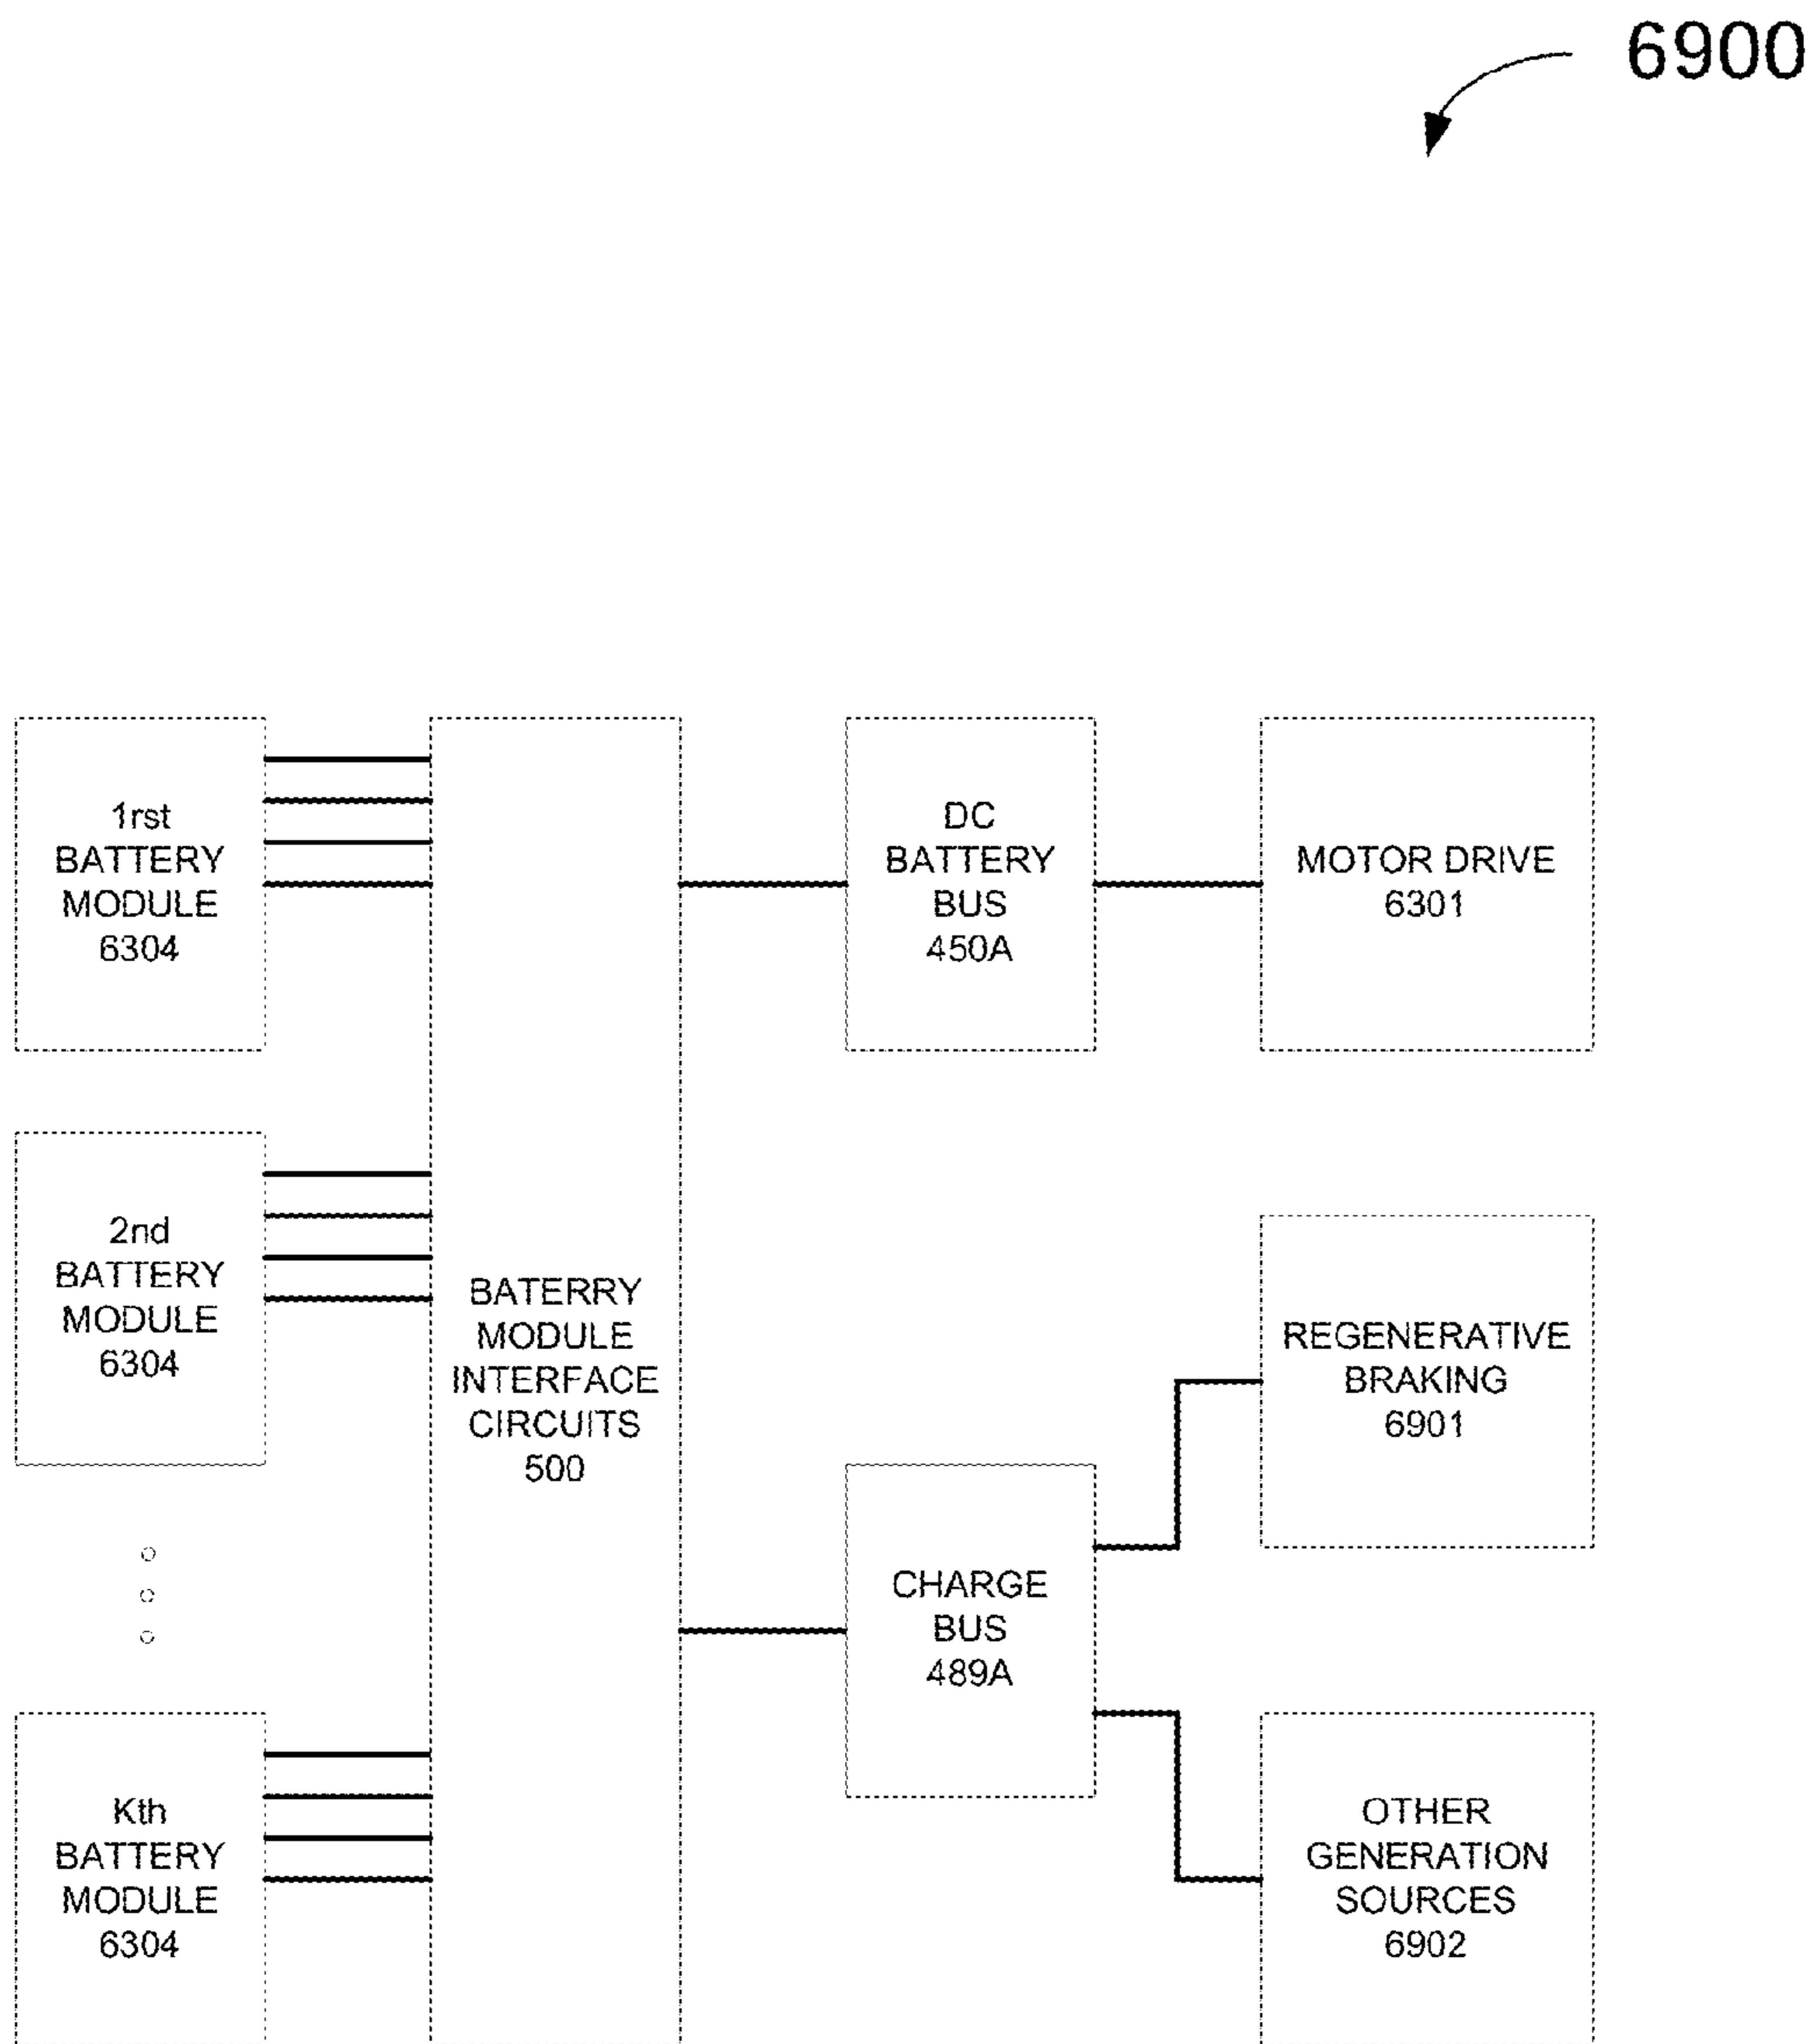 6900
1rst
BATTERY
MODULE
6304
2nd
BATTERY
MODULE
6304
Kth
BATTERY
MODULE
6304
BATERRY
MODULE
INTERFACE
CIRCUITS
500
DC
BATTERY
BUS
450A
MOTOR DRIVE
6301
CHARGE
BUS
489A
REGENERATIVE
BRAKING
6901
OTHER
GENERATION
SOURCES
6902